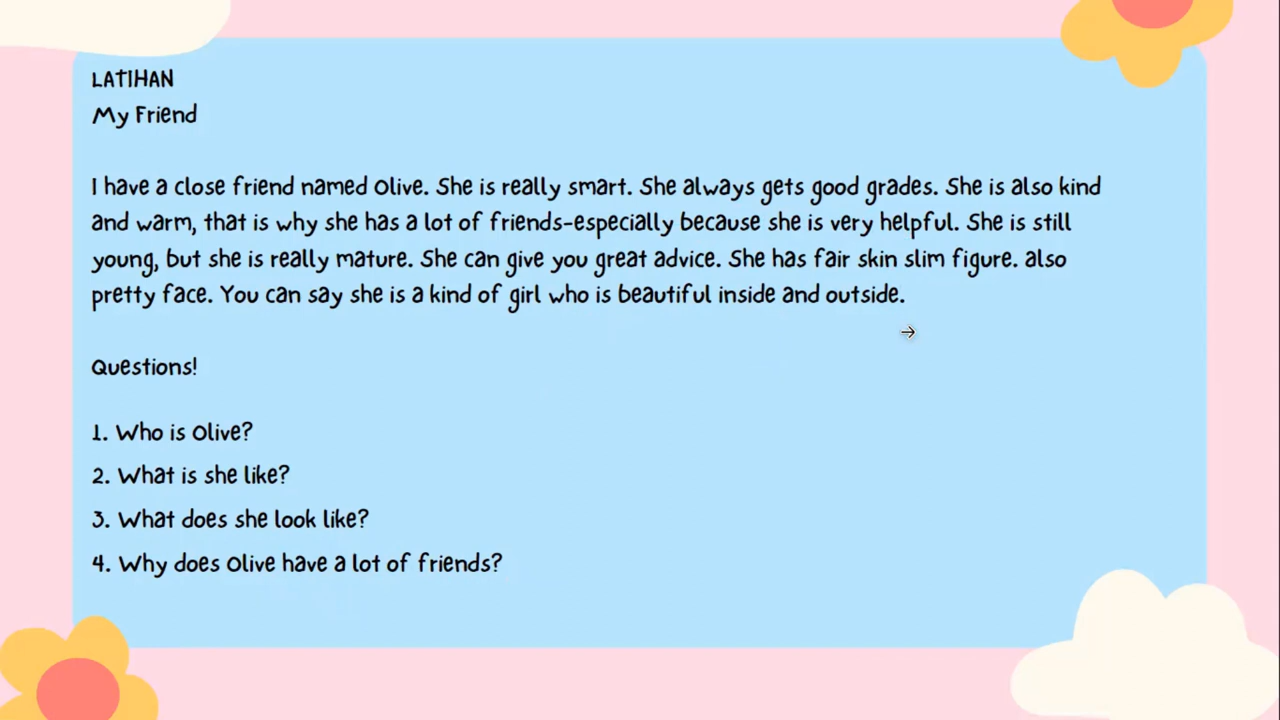 LATIHAN
My Friend
I have a close friend named Olive. She is really smart. She always gets good grades. She is also kind
and warm, that is why she has a lot of friends-especially because she is very helpful. She is still
young, but she is really mature. She can give you great advice. She has fair skin slim figure. also
pretty face. You can say she is a kind of girl who is beautiful inside and outside.
Questions!
1. Who is Olive?
2. What is she like?
3. What does she look like?
4. Why does Olive have a lot of friends?